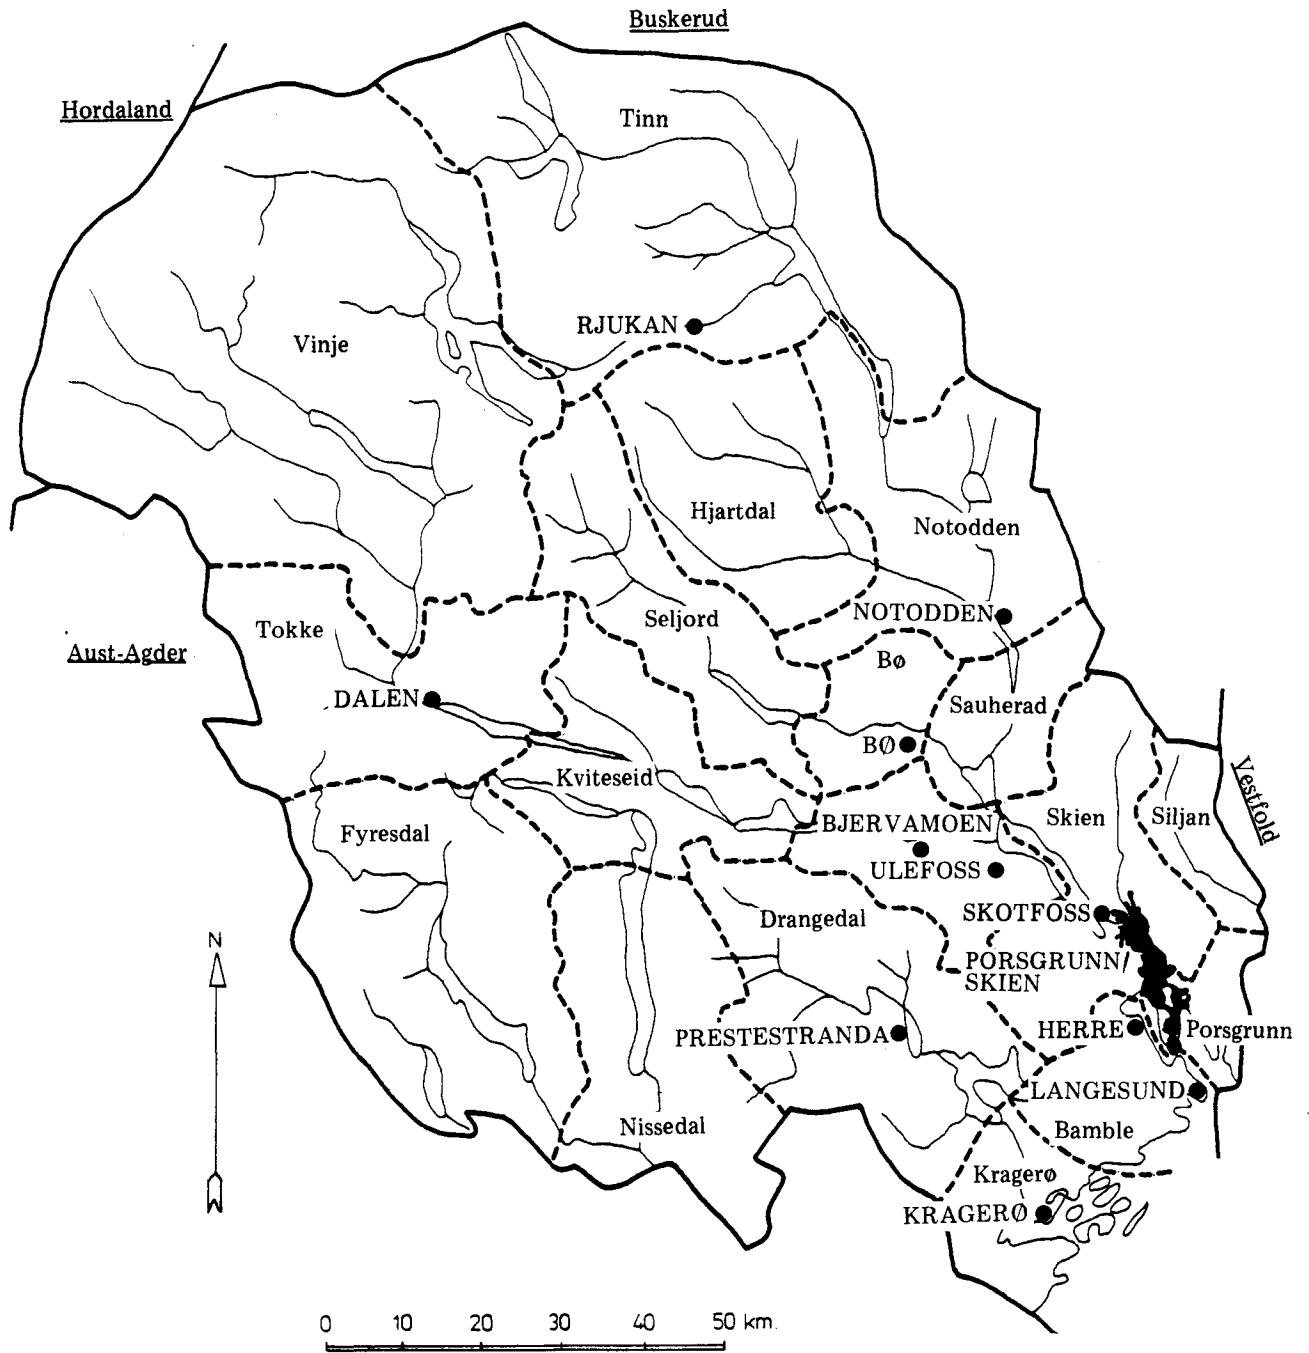 Buskerud
Hordaland
Tinn
RJUKAN
Vinje
Hjartdal
Notodden
NOTODDEN
Seljord
Tokke
Aust-Agder
Bø
DALEN
Sauherad
BØ
Kviteseid
Vestfold
Fyresdal
BJERVAMOEN
Skien
Siljan
ULEFOSS
Drangedal
SKOTFOSS
N
PORSGRUNN
SKIEN
PRESTESTRANDA
HERRE
Porsgrunn
LANGESUND
Nissedal
Bamble
Kragerø
KRAGERØ
0 10 20 30 40 50 km.